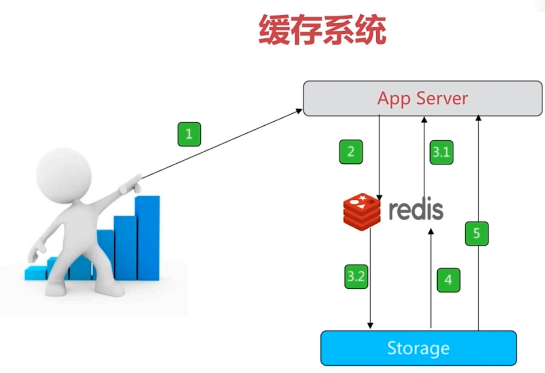 缓存系统
App Server
1
2
3.1
redis
5
3.2
4
Storage